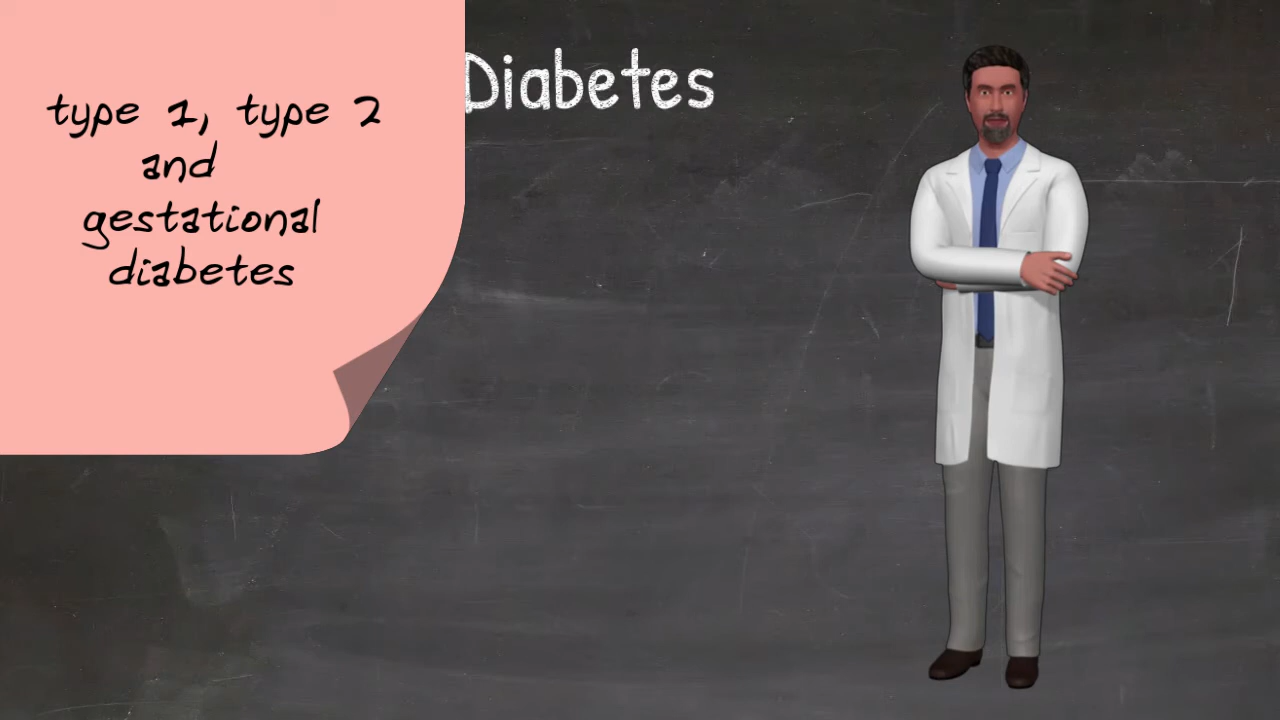 Diabetes
type 1, type 2
and
gestational
diabetes